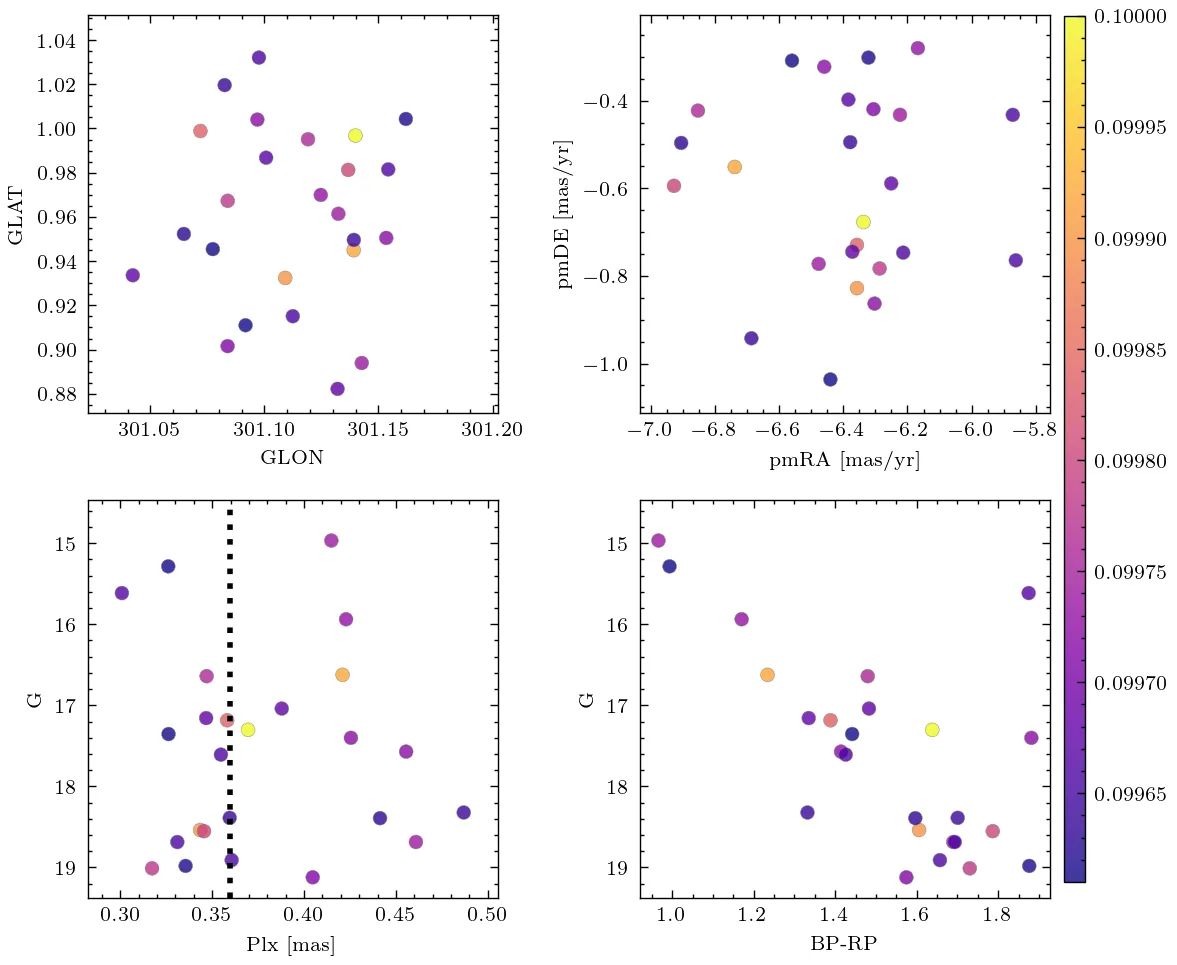 1.04
1.02
1.00
0.98
0.96
0.94
0.92
0.90
0.88
GLAT
301.05 301.10 301.15 301.20
GLON
−0.4
−0.6
−0.8
−1.0
pmDE [mas/yr]
−7.0 −6.8 −6.6 −6.4 −6.2 −6.0 −5.8
pmRA [mas/yr]
15
16
17
18
19
G
0.30 0.35 0.40 0.45 0.50
Plx [mas]
15
16
17
18
19
G
1.0 1.2 1.4 1.6 1.8
BP-RP
0.10000
0.09995
0.09990
0.09985
0.09980
0.09975
0.09970
0.09965